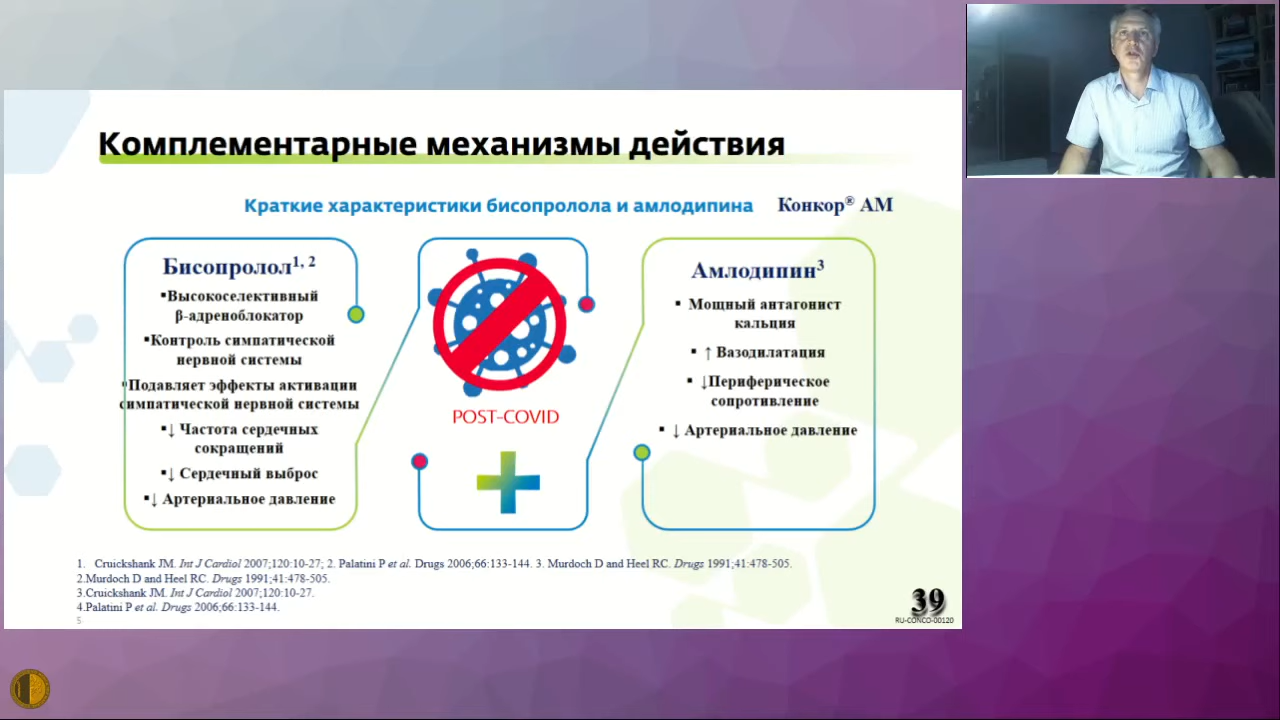 Комплементарные механизмы действия
Краткие характеристики бисопролола и амлодипина Конкор® АМ
Бисопролол1, 2
▪Высокоселективный
β-адреноблокатор
▪Контроль симпатической
нервной системы
▪Подавляет эффекты активации
симпатической нервной системы
▪↓ Частота сердечных
сокращений
▪↓ Сердечный выброс
▪↓ Артериальное давление
POST-COVID
Амлодипин3
▪ Мощный антагонист
кальция
▪ ↑ Вазодилатация
▪ ↓Периферическое
сопротивление
▪ ↓ Артериальное давление
1. Cruickshank JM. Int J Cardiol 2007;120:10-27; 2. Palatini P et al. Drugs 2006;66:133-144. 3. Murdoch D and Heel RC. Drugs 1991;41:478-505.
2.Murdoch D and Heel RC. Drugs 1991;41:478-505.
3.Cruickshank JM. Int J Cardiol 2007;120:10-27.
4.Palatini P et al. Drugs 2006;66:133-144.
5
39
RU-CONCO-00120